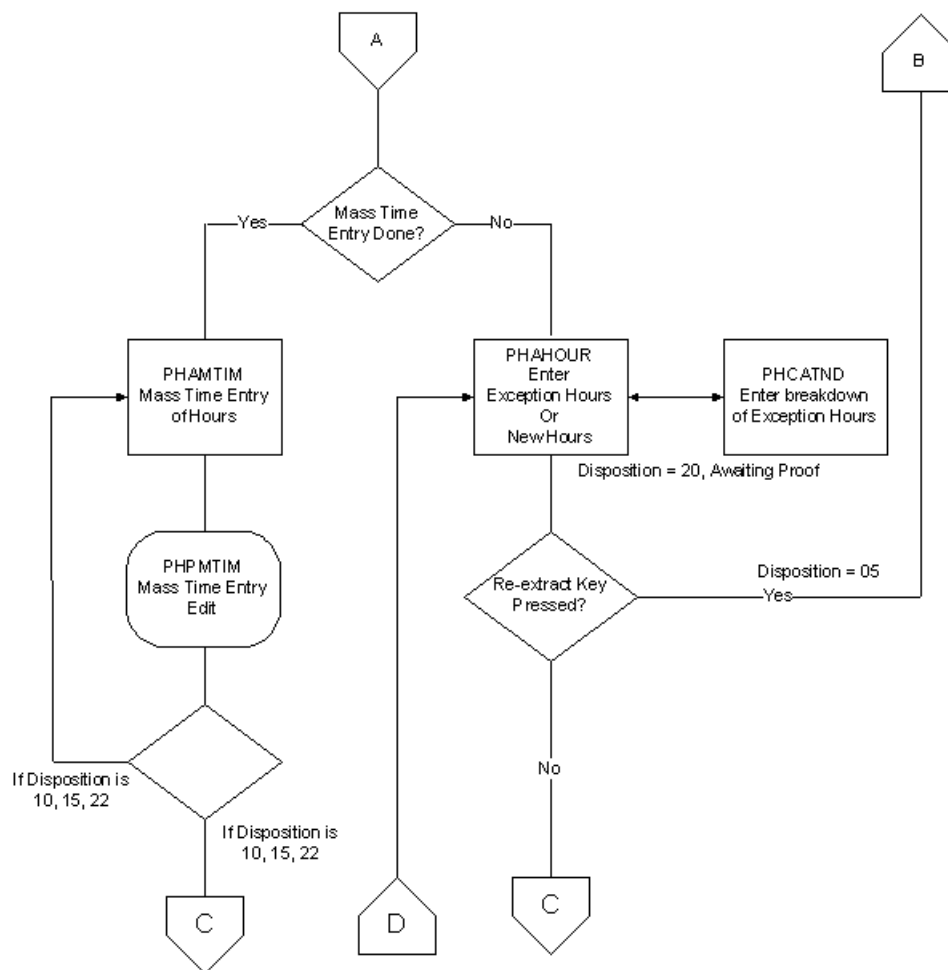 A
B
Mass Time
Entry Done?
Yes
No
PHAMTIM
Mass Time Entry
of Hours
PHAHOUR
Enter
Exception Hours
Or
New Hours
PHCATND
Enter breakdown
of Exception Hours
Disposition = 20, Awaiting Proof
PHPMTIM
Mass Time Entry
Edit
Re-extract Key
Pressed?
Disposition = 05
Yes
If Disposition is
10, 15, 22
If Disposition is
10, 15, 22
No
C
D
C